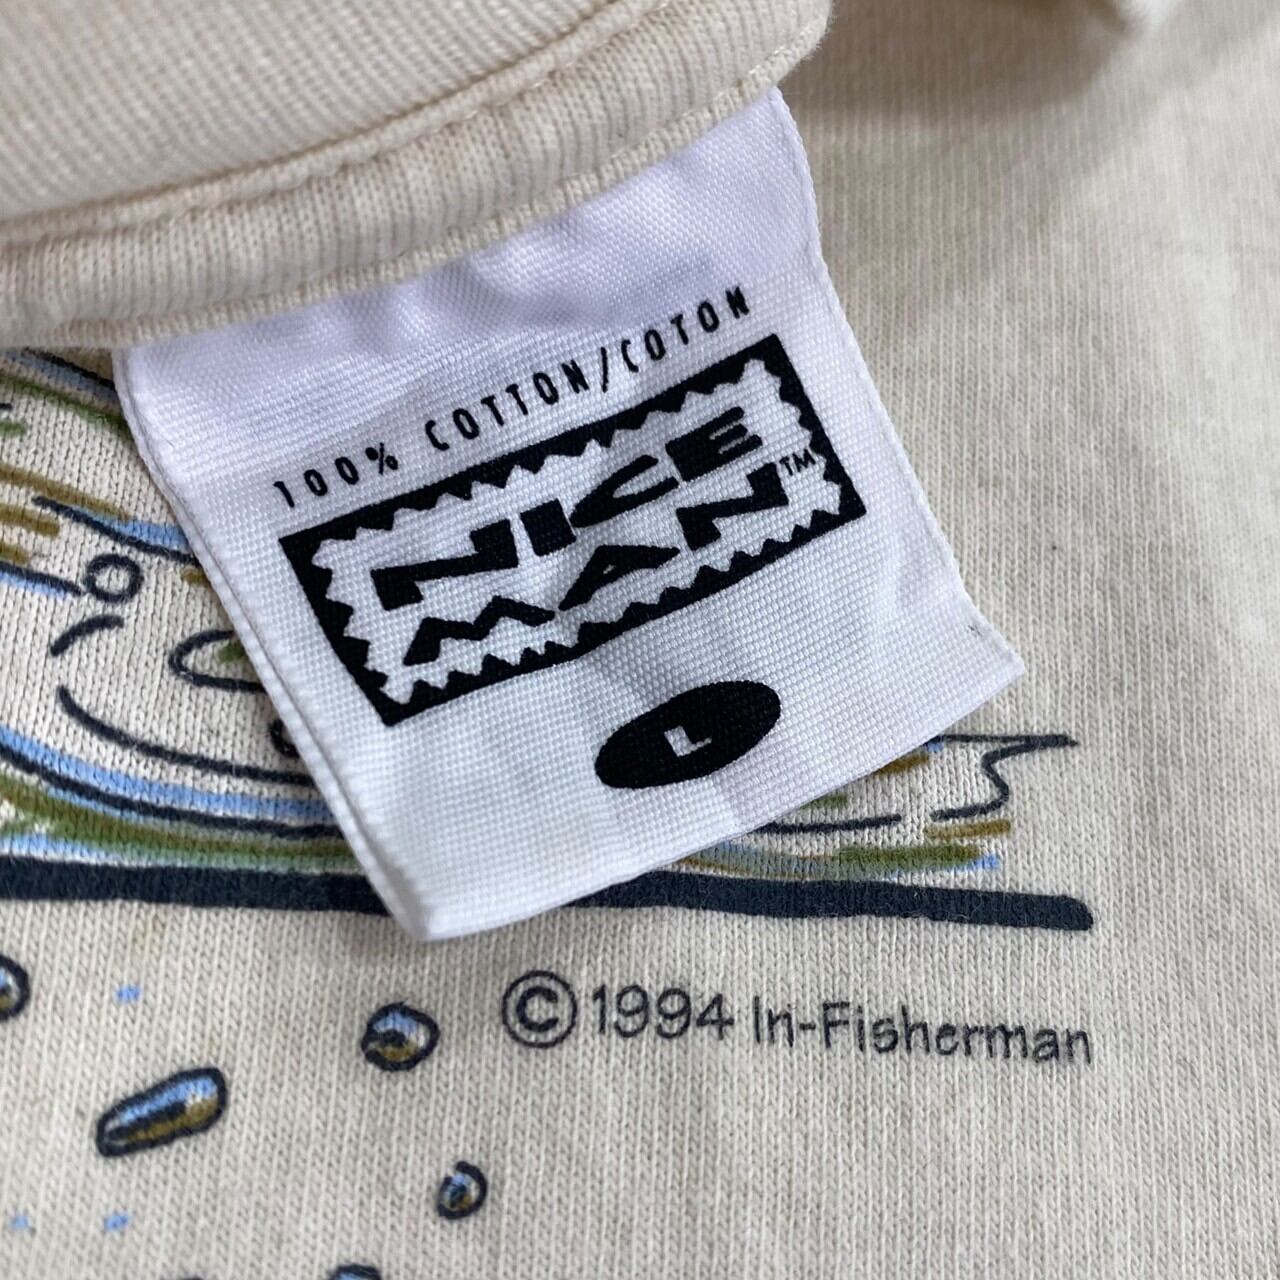 100% COTTON/COTON
NICE
MAN™
L
©1994 In-Fisherman